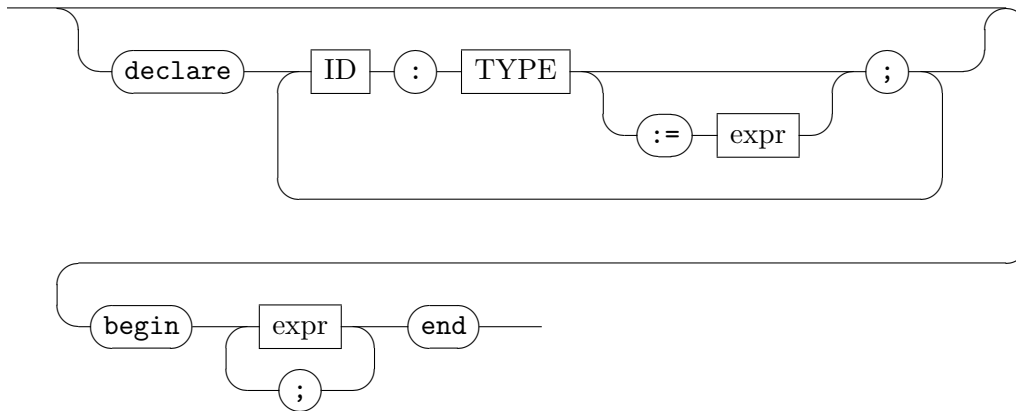 declare ID : TYPE ;
:= expr
begin expr end
;